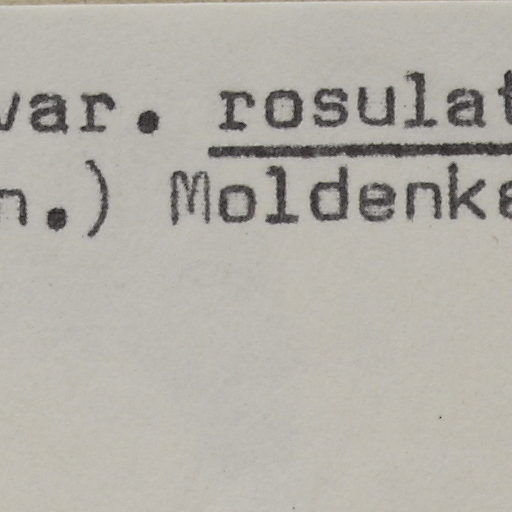 var. rosulat
n.) Moldenke